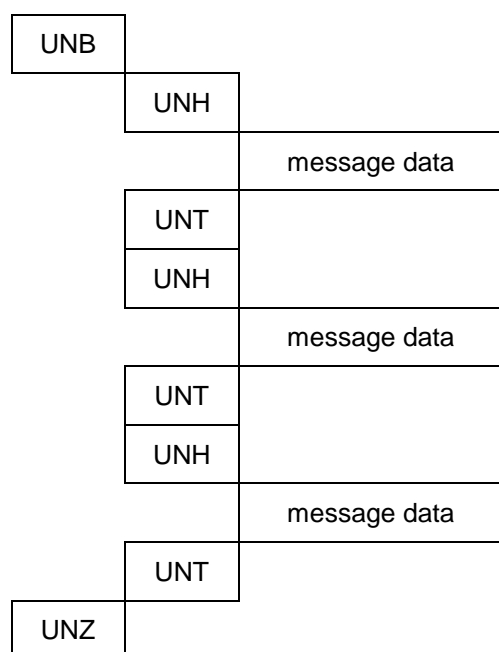 UNB
UNH
message data
UNT
UNH
message data
UNT
UNH
message data
UNT
UNZ